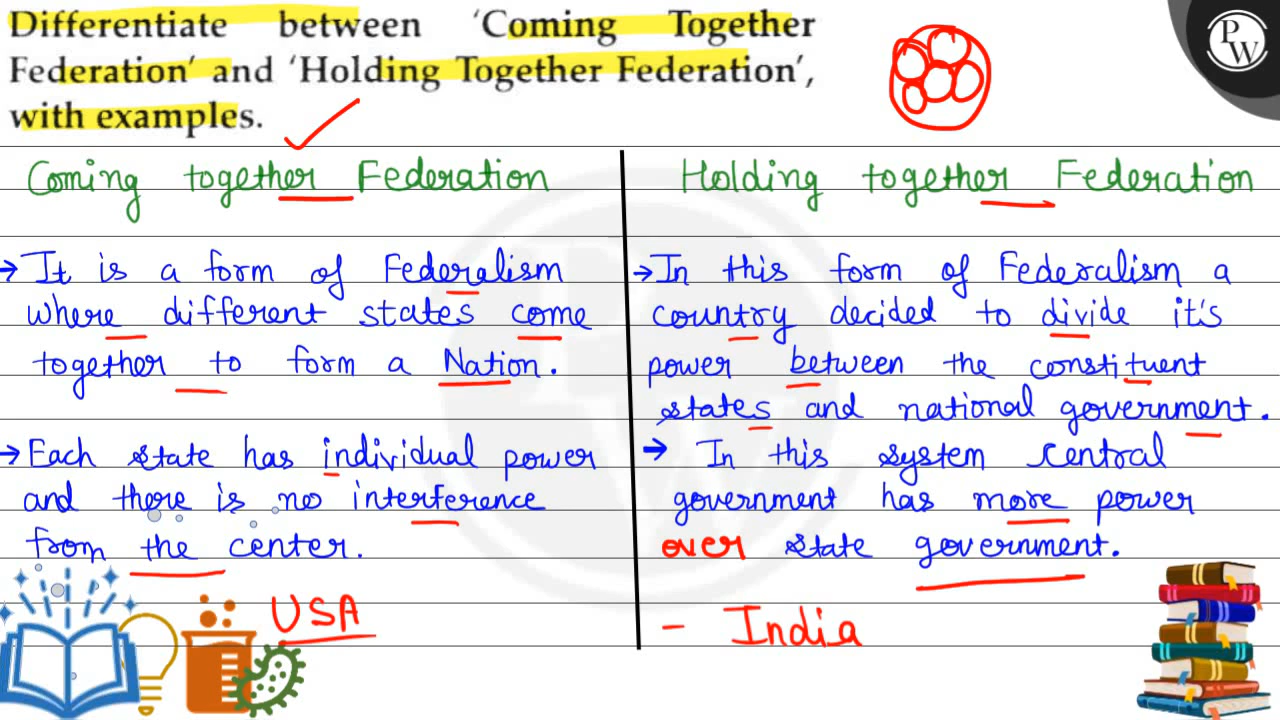 Differentiate between 'Coming Together
Federation' and 'Holding Together Federation',
with examples.
PW
Coming together Federation
→ It is a form of Federalism
where different states come
together to form a Nation.
→ Each state has individual power
and there is no interference
from the center.
USA
Holding together Federation
→ In this form of Federalism a
country decided to divide it's
power between the constituent
states and national government.
→ In this system central
government has more power
over state government.
- India